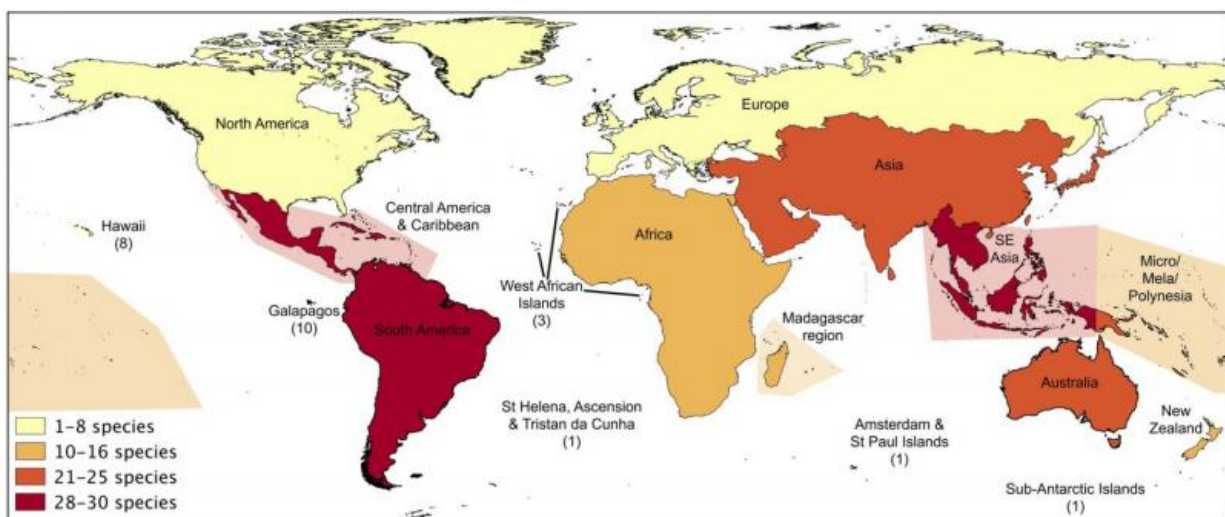 North America
Europe
Asia
Central America
& Caribbean
Hawaii
(8)
Africa
SE
Asia
Micro/
Mela/
Polynesia
West African
Islands
(3)
Galapagos
(10)
South America
Madagascar
region
Australia
St Helena, Ascension
& Tristan da Cunha
(1)
Amsterdam &
St Paul Islands
(1)
New
Zealand
Sub-Antarctic Islands
(1)
1–8 species
10–16 species
21–25 species
28–30 species